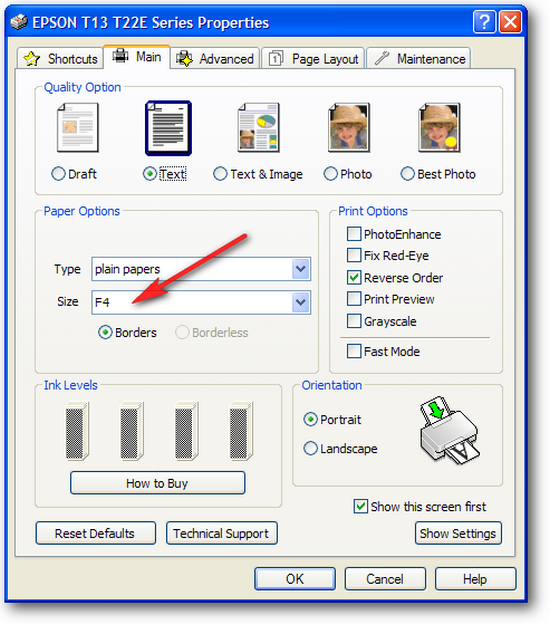 EPSON T13 T22E Series Properties
Shortcuts Main Advanced Page Layout Maintenance
Quality Option
Draft Text Text & Image Photo Best Photo
Paper Options
Type plain papers
Size F4
Borders Borderless
Print Options
PhotoEnhance
Fix Red-Eye
Reverse Order
Print Preview
Grayscale
Fast Mode
Ink Levels
How to Buy
Orientation
Portrait
Landscape
Show this screen first
Reset Defaults Technical Support Show Settings
OK Cancel Help